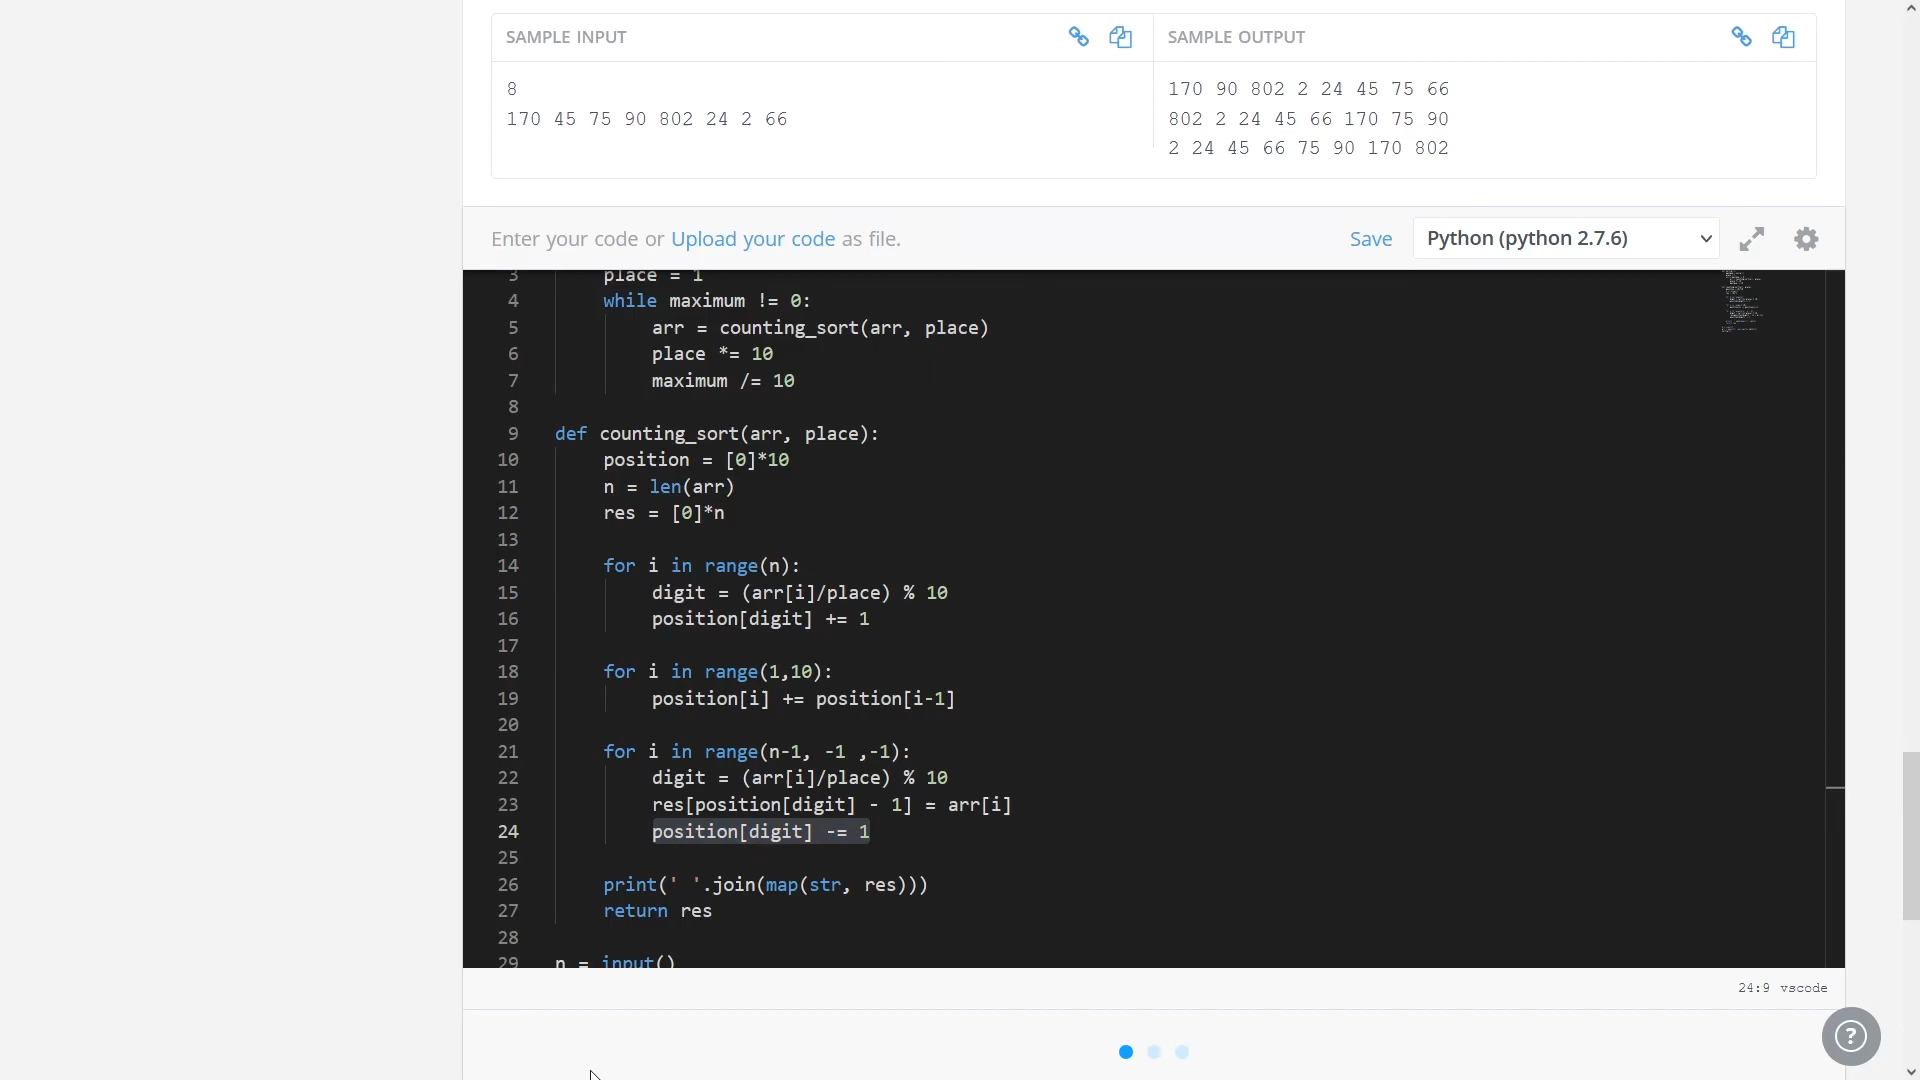 SAMPLE INPUT
SAMPLE OUTPUT
8
170 45 75 90 802 24 2 66
170 90 802 2 24 45 75 66
802 2 24 45 66 170 75 90
2 24 45 66 75 90 170 802
Enter your code or Upload your code as file.
Save
Python (python 2.7.6)
3 place = 1
4 while maximum != 0:
5 arr = counting_sort(arr, place)
6 place *= 10
7 maximum /= 10
8
9 def counting_sort(arr, place):
10 position = [0]*10
11 n = len(arr)
12 res = [0]*n
13
14 for i in range(n):
15 digit = (arr[i]/place) % 10
16 position[digit] += 1
17
18 for i in range(1,10):
19 position[i] += position[i-1]
20
21 for i in range(n-1, -1 ,-1):
22 digit = (arr[i]/place) % 10
23 res[position[digit] - 1] = arr[i]
24 position[digit] -= 1
25
26 print(' '.join(map(str, res)))
27 return res
28
29 n = input()
24:9 vscode
?